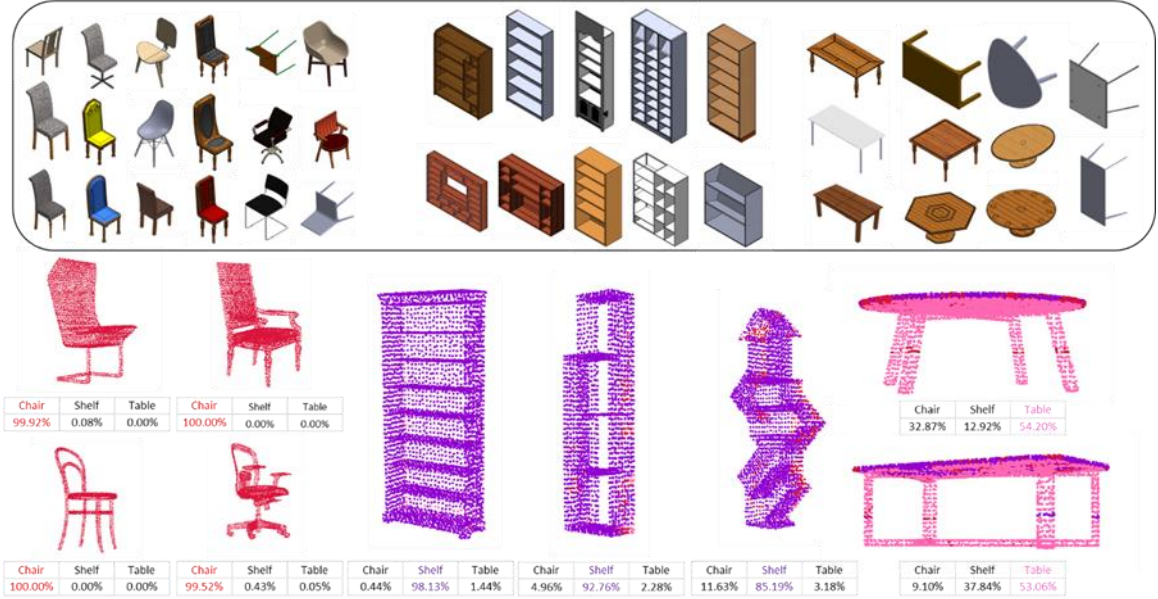 Chair Shelf Table
99.92% 0.08% 0.00%
Chair Shelf Table
100.00% 0.00% 0.00%
Chair Shelf Table
32.87% 12.92% 54.20%
Chair Shelf Table
100.00% 0.00% 0.00%
Chair Shelf Table
99.52% 0.43% 0.05%
Chair Shelf Table
0.44% 98.13% 1.44%
Chair Shelf Table
4.96% 92.76% 2.28%
Chair Shelf Table
11.63% 85.19% 3.18%
Chair Shelf Table
9.10% 37.84% 53.06%